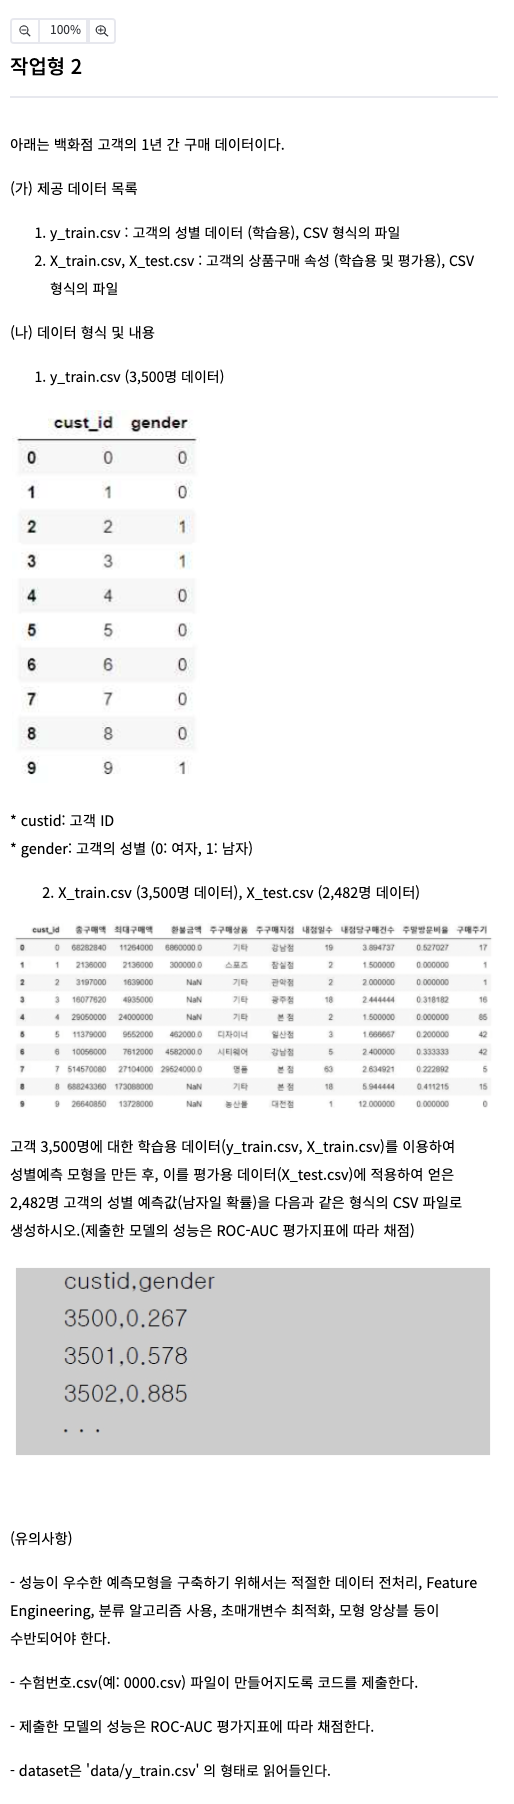 100%
작업형 2
아래는 백화점 고객의 1년 간 구매 데이터이다.
(가) 제공 데이터 목록
1. y_train.csv : 고객의 성별 데이터 (학습용), CSV 형식의 파일
2. X_train.csv, X_test.csv : 고객의 상품구매 속성 (학습용 및 평가용), CSV
형식의 파일
(나) 데이터 형식 및 내용
1. y_train.csv (3,500명 데이터)
cust_id gender
0 0 0
1 1 0
2 2 1
3 3 1
4 4 0
5 5 0
6 6 0
7 7 0
8 8 0
9 9 1
* custid: 고객 ID
* gender: 고객의 성별 (0: 여자, 1: 남자)
2. X_train.csv (3,500명 데이터), X_test.csv (2,482명 데이터)
cust_id 총구매액 최대구매액 환불금액 주구매상품 주구매지점 내점일수 내점당구매건수 주말방문비율 구매주기
0 0 68282840 11264000 6860000.0 기타 강남점 19 3.894737 0.527027 17
1 1 2136000 2136000 300000.0 스포츠 잠실점 2 1.500000 0.000000 1
2 2 3197000 1639000 NaN 기타 관악점 2 2.000000 0.000000 1
3 3 16077620 4935000 NaN 기타 광주점 18 2.444444 0.318182 16
4 4 29050000 24000000 NaN 기타 본 점 2 1.500000 0.000000 85
5 5 11379000 9552000 462000.0 디자이너 일산점 3 1.666667 0.200000 42
6 6 10056000 7612000 4582000.0 시티웨어 강남점 5 2.400000 0.333333 42
7 7 514570080 27104000 29524000.0 명품 본 점 63 2.634921 0.222892 5
8 8 688243360 173088000 NaN 기타 본 점 18 5.944444 0.411215 15
9 9 26640850 13728000 NaN 농산물 대전점 1 12.000000 0.000000 0
고객 3,500명에 대한 학습용 데이터(y_train.csv, X_train.csv)를 이용하여
성별예측 모형을 만든 후, 이를 평가용 데이터(X_test.csv)에 적용하여 얻은
2,482명 고객의 성별 예측값(남자일 확률)을 다음과 같은 형식의 CSV 파일로
생성하시오.(제출한 모델의 성능은 ROC-AUC 평가지표에 따라 채점)
custid,gender
3500,0.267
3501,0.578
3502,0.885
. . .
(유의사항)
- 성능이 우수한 예측모형을 구축하기 위해서는 적절한 데이터 전처리, Feature
Engineering, 분류 알고리즘 사용, 초매개변수 최적화, 모형 앙상블 등이
수반되어야 한다.
- 수험번호.csv(예: 0000.csv) 파일이 만들어지도록 코드를 제출한다.
- 제출한 모델의 성능은 ROC-AUC 평가지표에 따라 채점한다.
- dataset은 'data/y_train.csv' 의 형태로 읽어들인다.